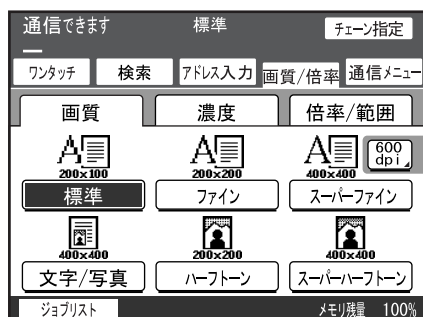 通信できます 標準 チェーン指定
ワンタッチ 検索 アドレス入力 画質/倍率 通信メニュー
画質 濃度 倍率/範囲
A A A 600
200x100 200x200 400x400 dpi
標準 ファイン スーパーファイン
400x400 200x200 400x400
文字/写真 ハーフトーン スーパーハーフトーン
ジョブリスト メモリ残量 100%